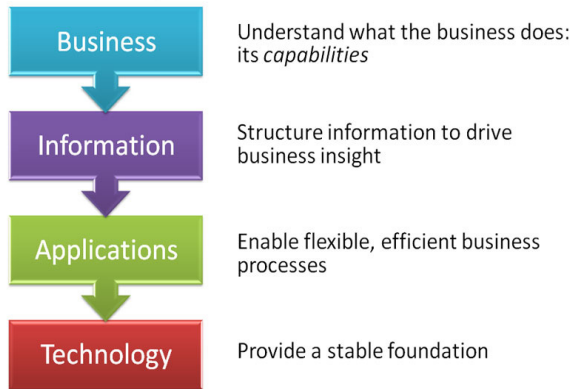 Business
Understand what the business does:
its capabilities
Information
Structure information to drive
business insight
Applications
Enable flexible, efficient business
processes
Technology
Provide a stable foundation